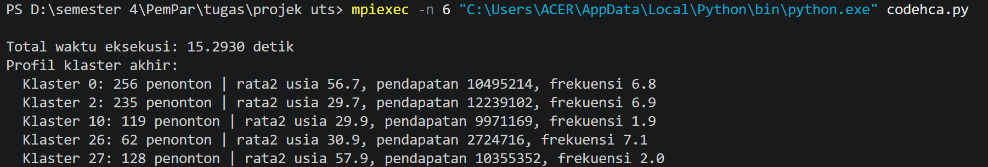 PS D:\semester 4\PemPar\tugas\projek uts> mpiexec -n 6 "C:\Users\ACER\AppData\Local\Python\bin\python.exe" codehca.py
Total waktu eksekusi: 15.2930 detik
Profil klaster akhir:
Klaster 0: 256 penonton | rata2 usia 56.7, pendapatan 10495214, frekuensi 6.8
Klaster 2: 235 penonton | rata2 usia 29.7, pendapatan 12239102, frekuensi 6.9
Klaster 10: 119 penonton | rata2 usia 29.9, pendapatan 9971169, frekuensi 1.9
Klaster 26: 62 penonton | rata2 usia 30.9, pendapatan 2724716, frekuensi 7.1
Klaster 27: 128 penonton | rata2 usia 57.9, pendapatan 10355352, frekuensi 2.0